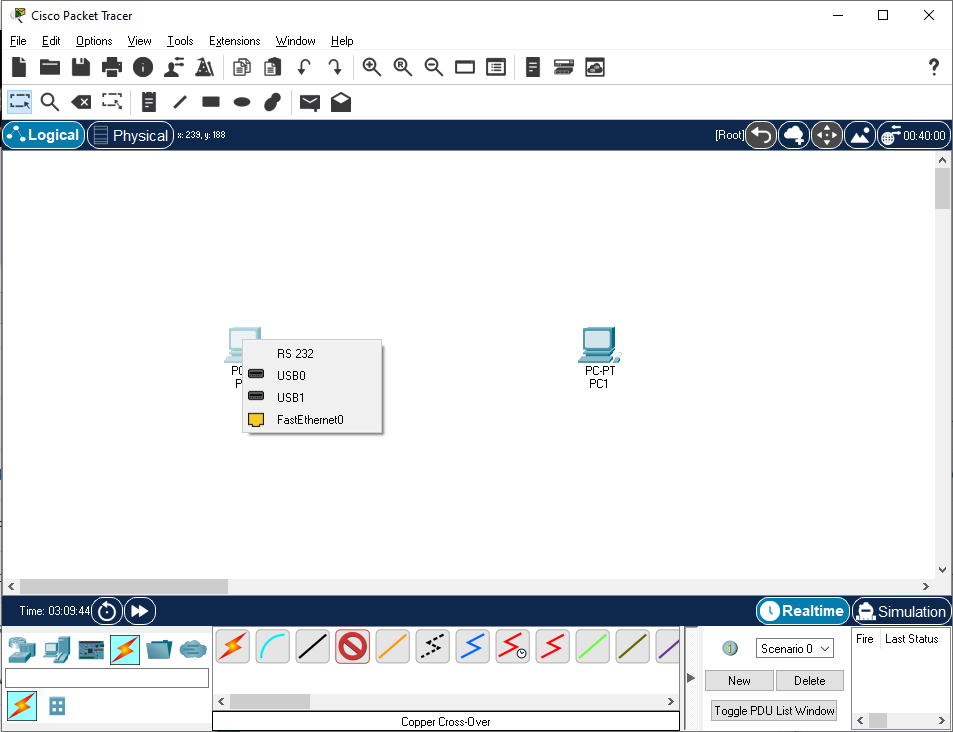 Cisco Packet Tracer
File Edit Options View Tools Extensions Window Help
?
Logical Physical x: 239, y: 188 [Root] 00:40:00
RS 232
USB0
USB1
FastEthernet0
PC-PT
PC1
Time: 03:09:44 Realtime Simulation
Scenario 0
Fire Last Status
New Delete
Toggle PDU List Window
Copper Cross-Over